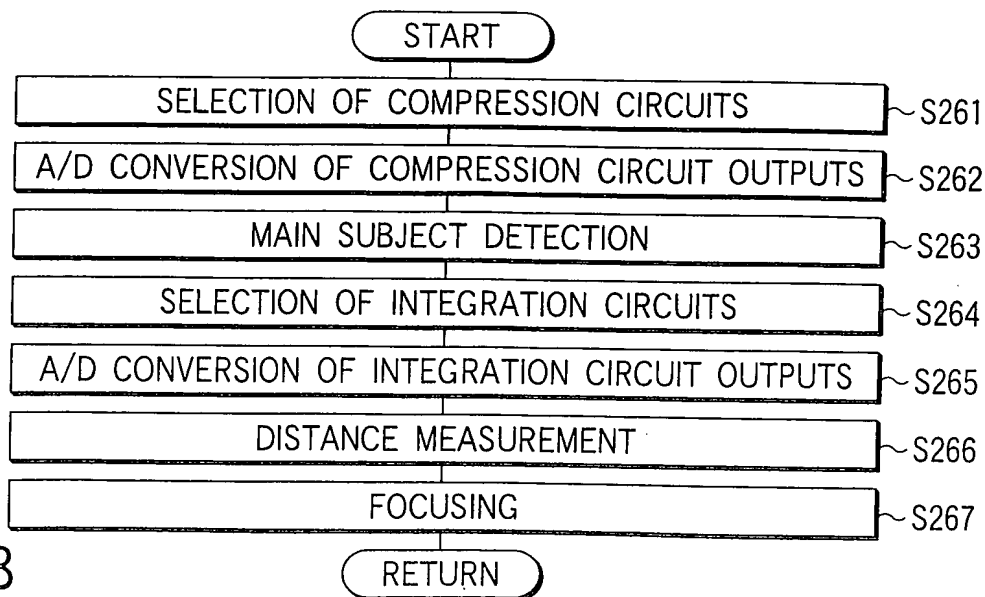 START
SELECTION OF COMPRESSION CIRCUITS S261
A/D CONVERSION OF COMPRESSION CIRCUIT OUTPUTS S262
MAIN SUBJECT DETECTION S263
SELECTION OF INTEGRATION CIRCUITS S264
A/D CONVERSION OF INTEGRATION CIRCUIT OUTPUTS S265
DISTANCE MEASUREMENT S266
FOCUSING S267
RETURN